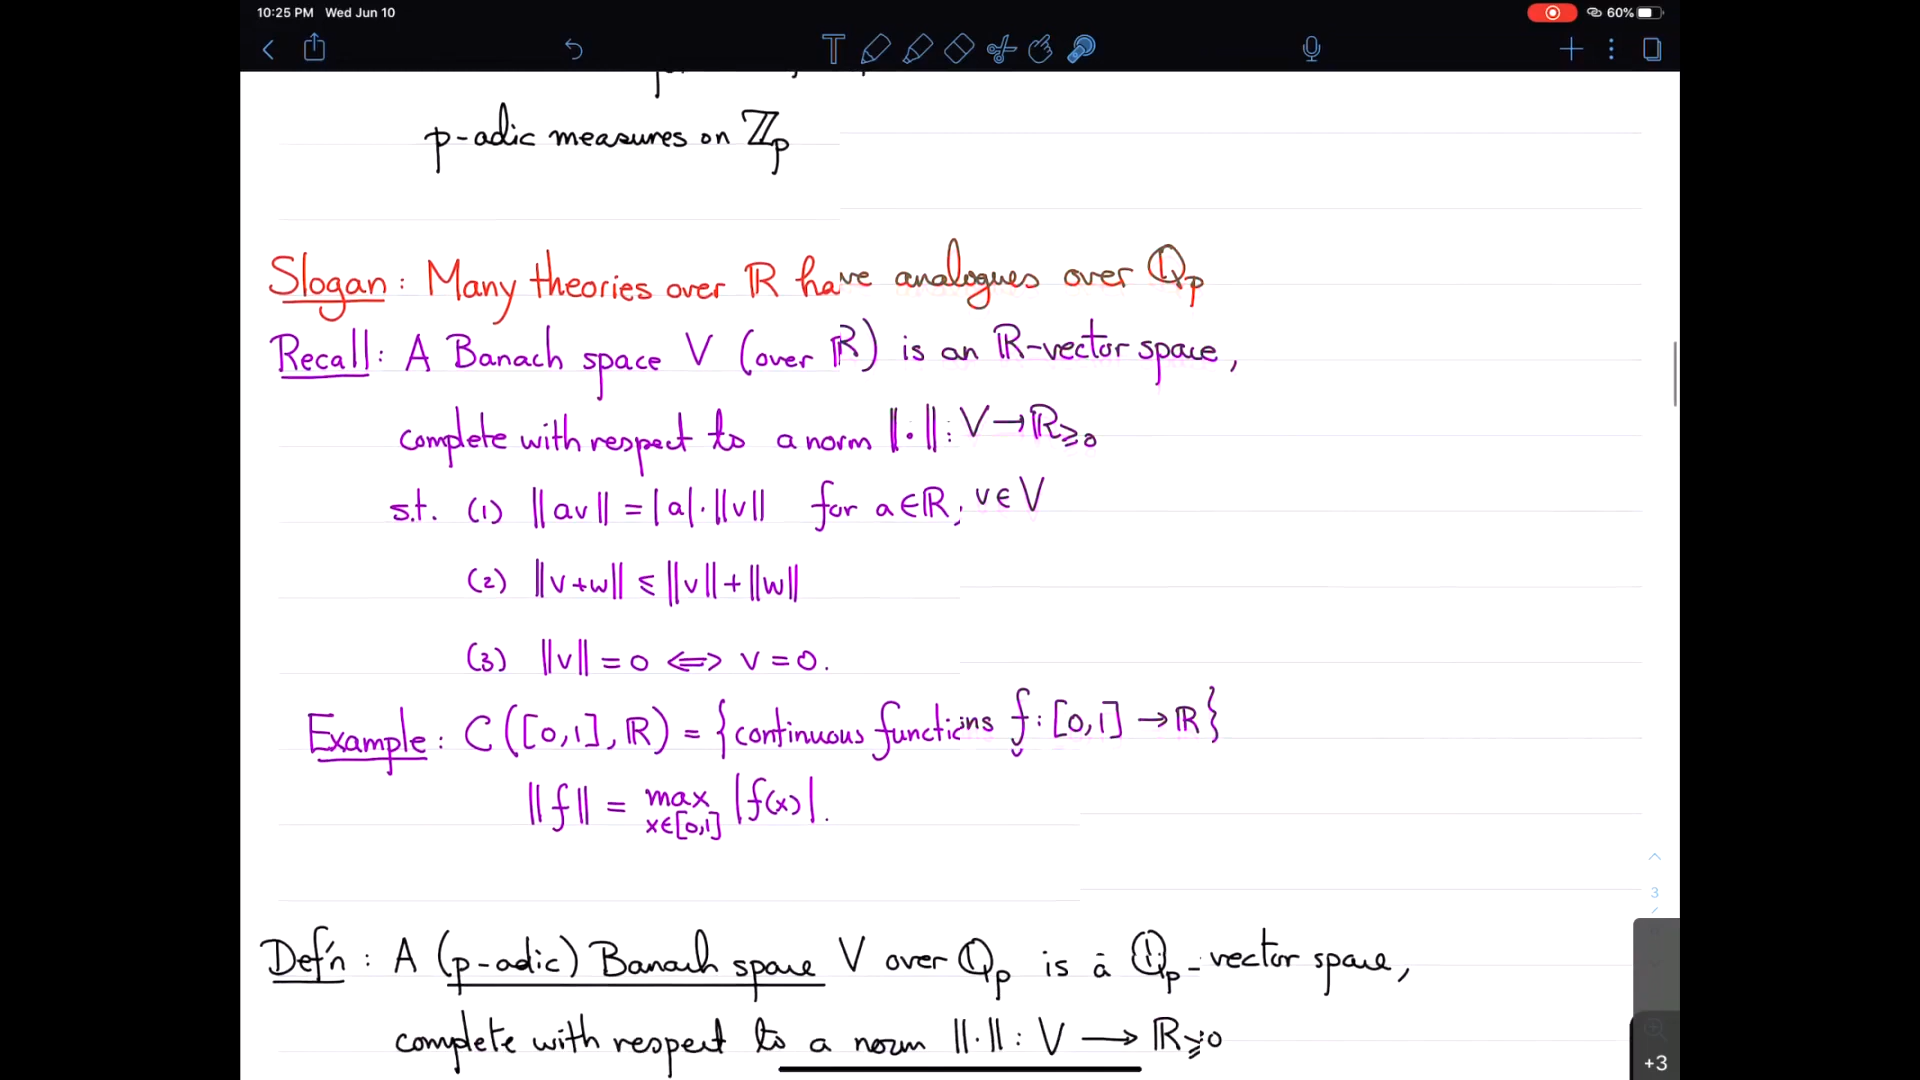 10:25 PM Wed Jun 10
60%
p-adic measures on ℤp
Slogan: Many theories over ℝ have analogues over ℚp
Recall: A Banach space V (over ℝ) is an ℝ-vector space,
complete with respect to a norm ‖·‖: V → ℝ≥0
s.t. (1) ‖av‖ = |a|·‖v‖ for a∈ℝ, v∈V
(2) ‖v+w‖ ≤ ‖v‖+‖w‖
(3) ‖v‖ = 0 ⟺ v = 0.
Example: C([0,1], ℝ) = {continuous functions f: [0,1] → ℝ}
‖f‖ = max |f(x)|.
x∈[0,1]
3
Def'n: A (p-adic) Banach space V over ℚp is a ℚp-vector space,
complete with respect to a norm ‖·‖: V ⟶ ℝ≥0
+3